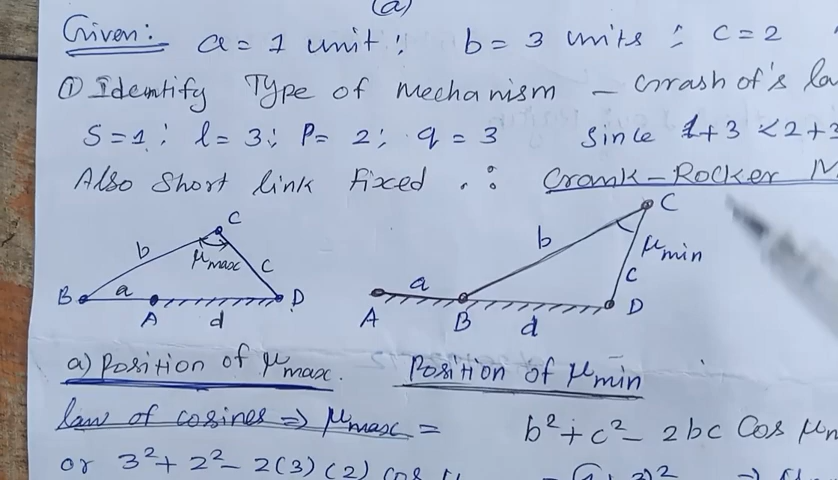 (a)
Given: a = 1 unit ; b = 3 units ; c = 2
① Identify Type of mechanism – Grrashof's la
S = 1 ; l = 3 ; P = 2 ; q = 3 Since 1+3 < 2+3
Also Short link Fixed ∴ Crank-Rocker M
C
C
b
μmax
c
b
μmin
a
c
B
A
d
D
a
A
B
d
D
a) Position of μmax. Position of μmin
law of cosines ⇒ μmax = b² + c² – 2bc Cos μ
or 3² + 2² – 2(3)(2) cos